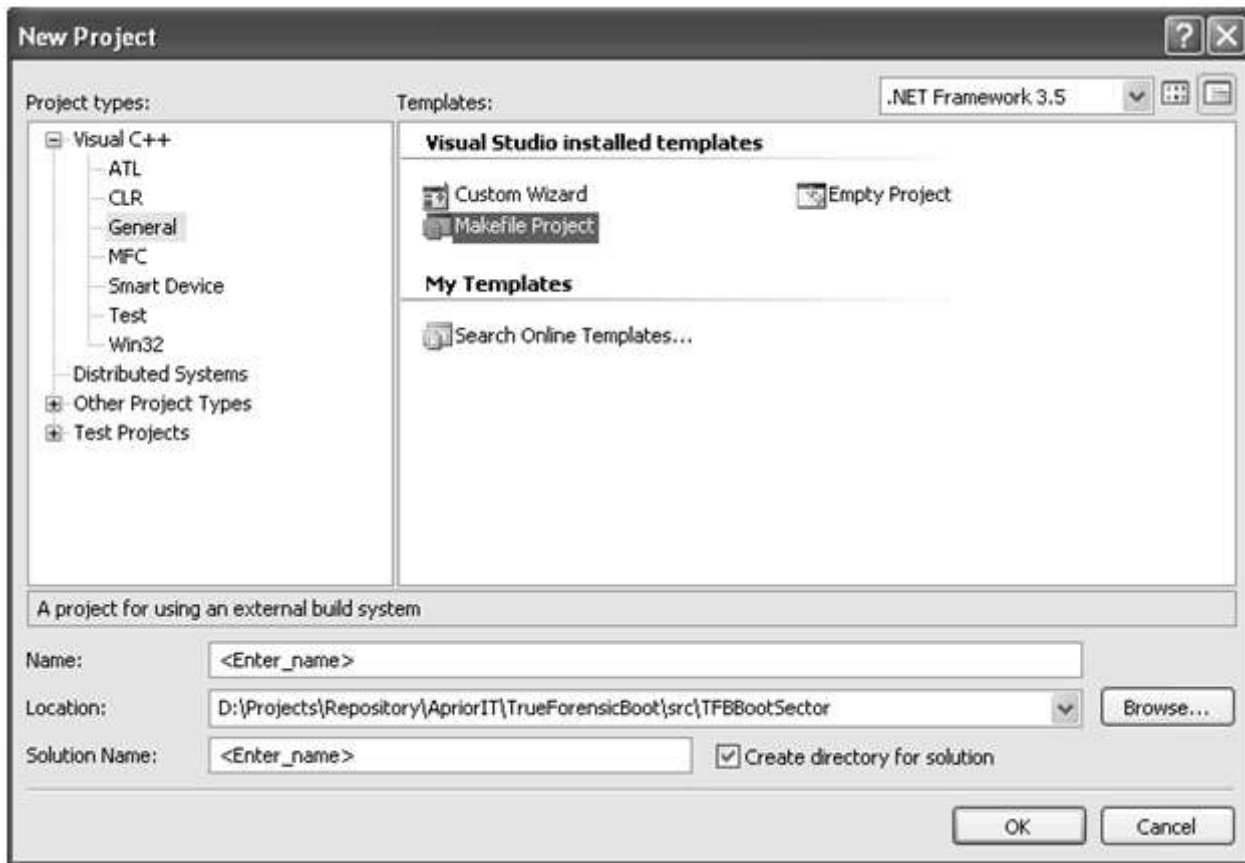 New Project
Project types:
Templates:
.NET Framework 3.5
Visual C++
ATL
CLR
General
MFC
Smart Device
Test
Win32
Distributed Systems
Other Project Types
Test Projects
Visual Studio installed templates
Custom Wizard
Empty Project
Makefile Project
My Templates
Search Online Templates...
A project for using an external build system
Name:
<Enter_name>
Location:
D:\Projects\Repository\ApriorIT\TrueForensicBoot\src\TFBBootSector
Browse...
Solution Name:
<Enter_name>
Create directory for solution
OK
Cancel